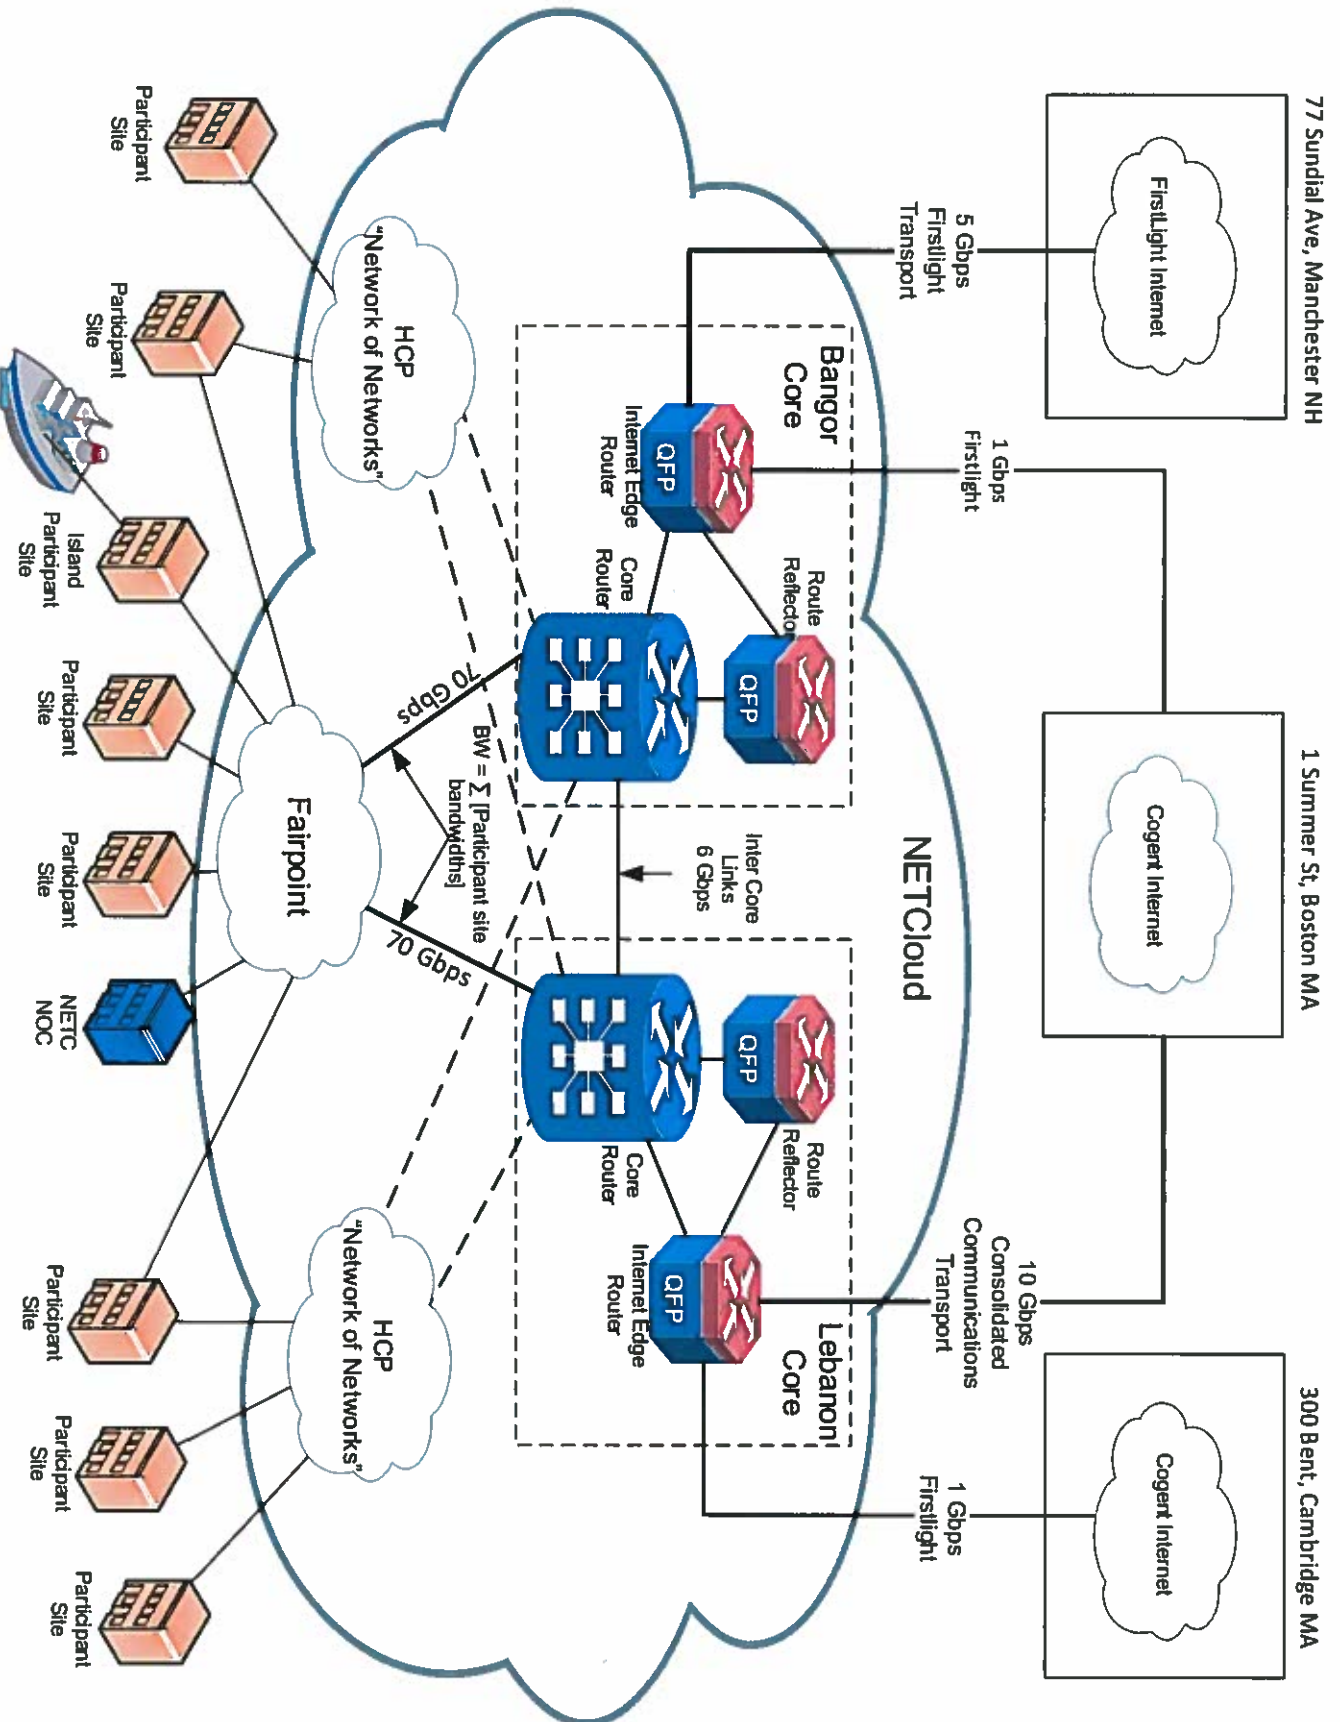 77 Sundial Ave, Manchester NH
1 Summer St, Boston MA
300 Bent, Cambridge MA
FirstLight Internet
Cogent Internet
Cogent Internet
5 Gbps
Firstlight
Transport
1 Gbps
Firstlight
10 Gbps
Consolidated
Communications
Transport
1 Gbps
Firstlight
NETCloud
Bangor
Core
Lebanon
Core
Route
Reflector
QFP
Internet Edge
Router
QFP
Core
Router
Inter Core
Links
6 Gbps
Route
Reflector
QFP
Internet Edge
Router
QFP
Core
Router
70 Gbps
BW = ∑ [Participant site
bandwidths]
70 Gbps
HCP
"Network of Networks"
Fairpoint
HCP
"Network of Networks"
Participant
Site
Participant
Site
Island
Participant
Site
Participant
Site
Participant
Site
NETC
NOC
Participant
Site
Participant
Site
Participant
Site